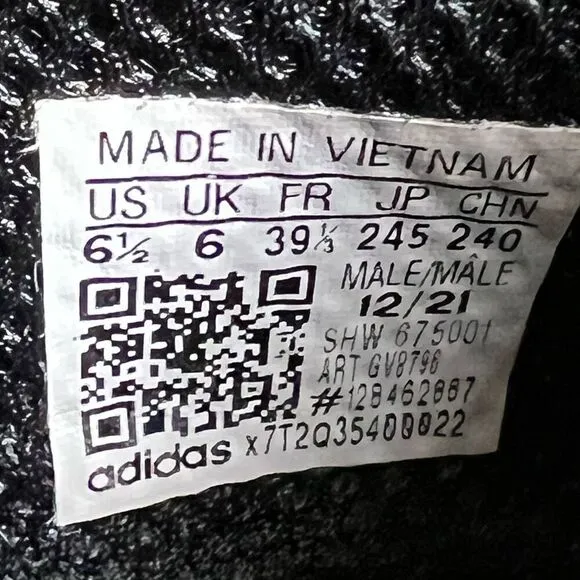 MADE IN VIETNAM
US UK FR JP CHN
6½ 6 39⅓ 245 240
MALE/MÂLE
12/21
SHW 675001
ART GV8796
#128462887
adidas x7T2Q35400022